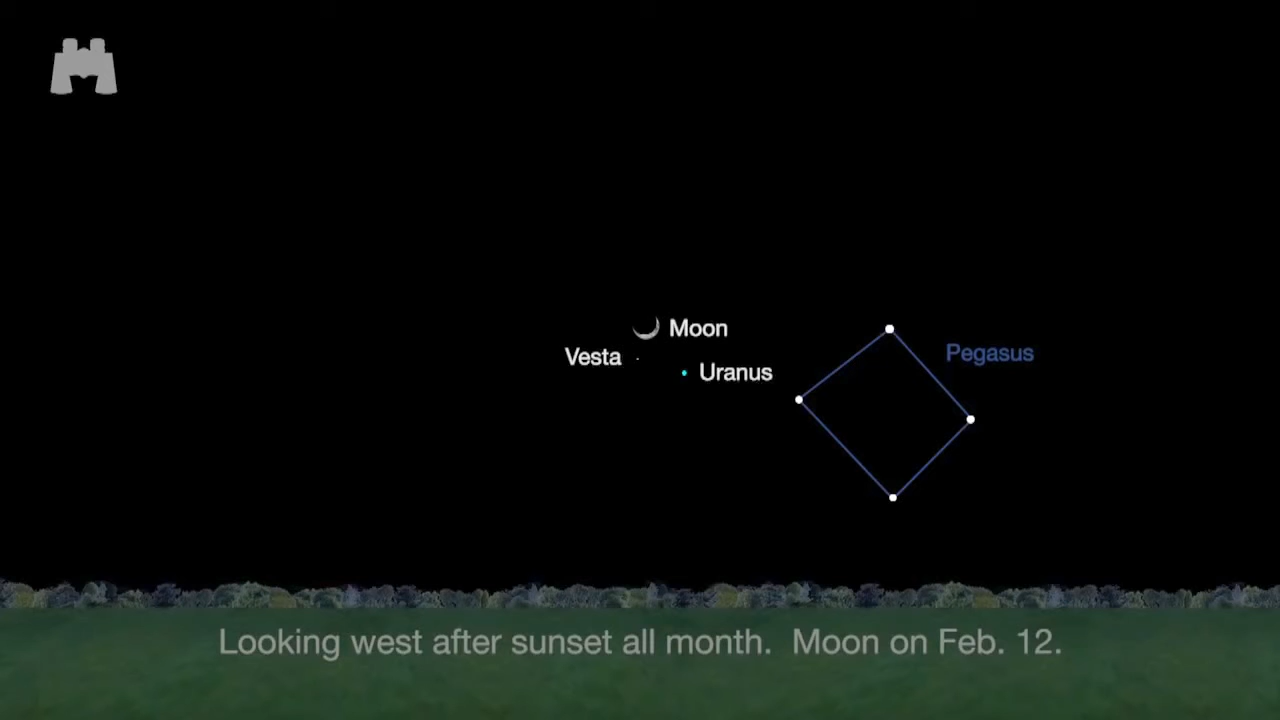 Moon
Vesta
Uranus
Pegasus
Looking west after sunset all month.  Moon on Feb. 12.